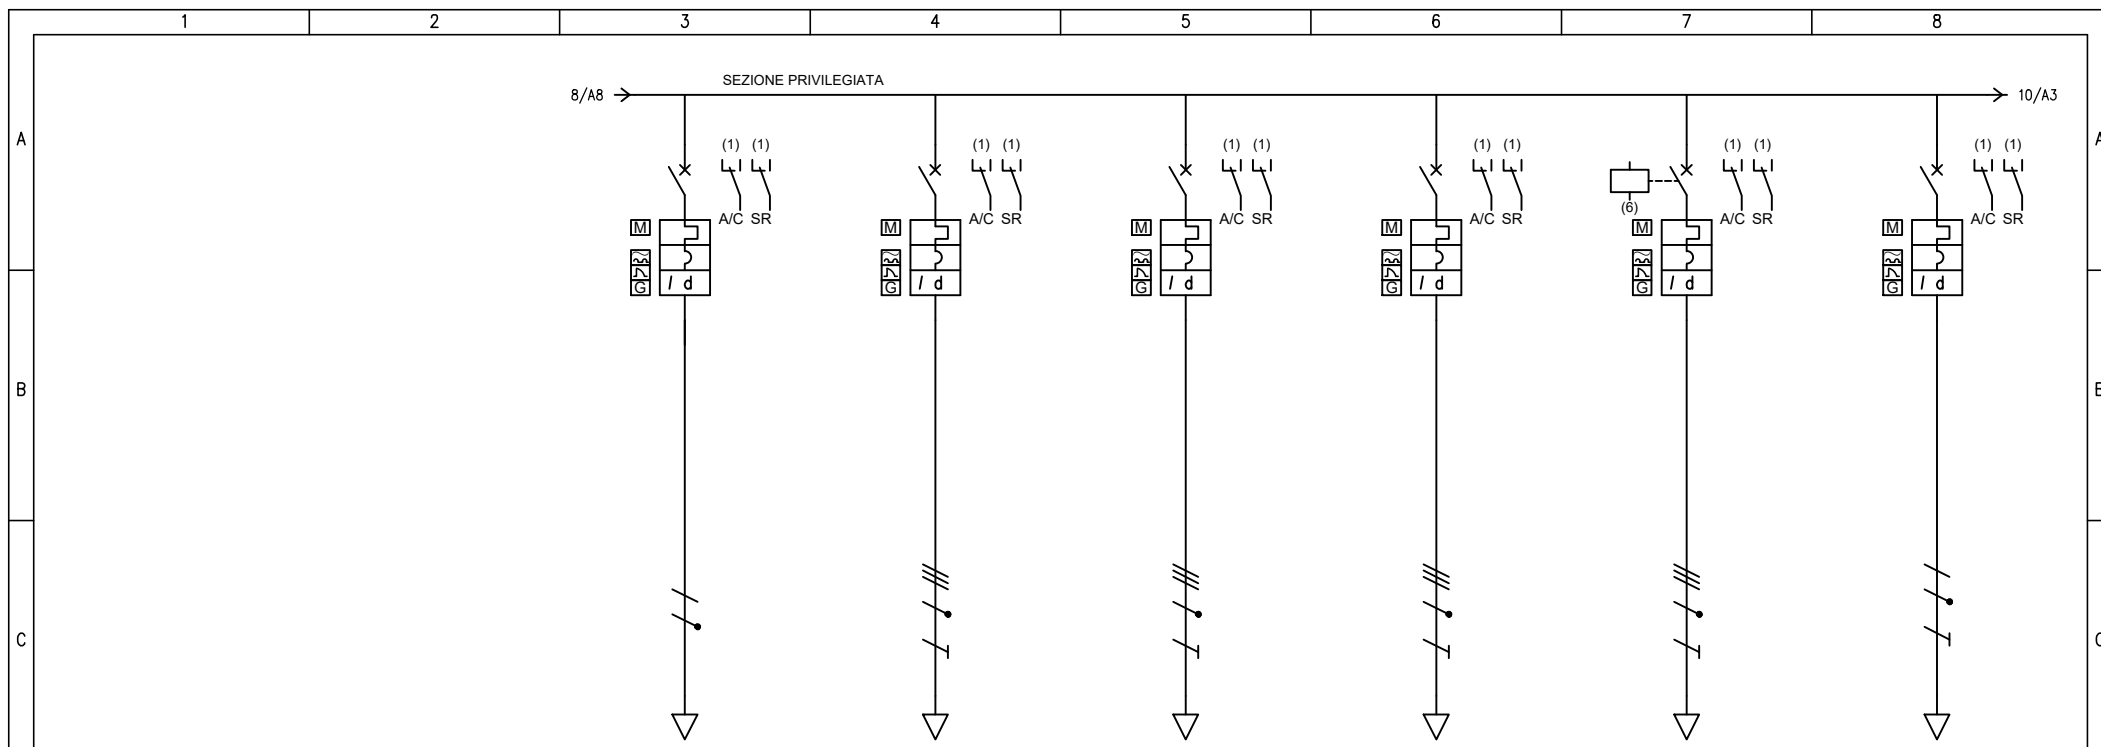 1 2 3 4 5 6 7 8
SEZIONE PRIVILEGIATA
8/A8 10/A3
A A
(1) (1) (1) (1) (1) (1) (1) (1) (1) (1) (1) (1)
(6)
A/C SR A/C SR A/C SR A/C SR A/C SR A/C SR
M M M M M M
G I d G I d G I d G I d G I d G I d
B B
C C